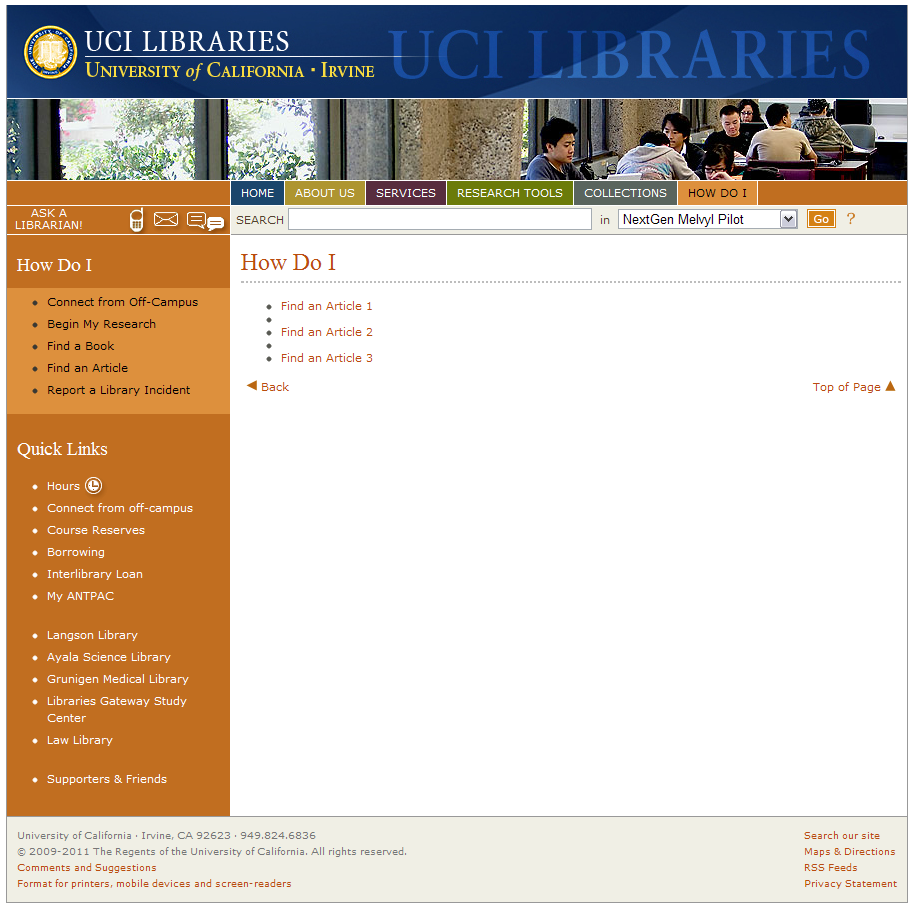 UCI LIBRARIES
UNIVERSITY of CALIFORNIA · IRVINE
UCI LIBRARIES
HOME ABOUT US SERVICES RESEARCH TOOLS COLLECTIONS HOW DO I
ASK A
LIBRARIAN!
SEARCH in NextGen Melvyl Pilot Go ?
How Do I
Connect from Off-Campus
Begin My Research
Find a Book
Find an Article
Report a Library Incident
Quick Links
Hours
Connect from off-campus
Course Reserves
Borrowing
Interlibrary Loan
My ANTPAC
Langson Library
Ayala Science Library
Grunigen Medical Library
Libraries Gateway Study
Center
Law Library
Supporters & Friends
How Do I
Find an Article 1
Find an Article 2
Find an Article 3
Back
Top of Page
University of California · Irvine, CA 92623 · 949.824.6836
© 2009-2011 The Regents of the University of California. All rights reserved.
Comments and Suggestions
Format for printers, mobile devices and screen-readers
Search our site
Maps & Directions
RSS Feeds
Privacy Statement